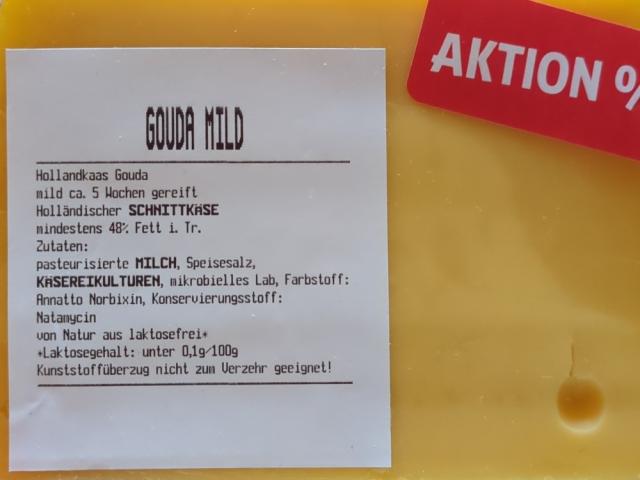 AKTION %
GOUDA MILD
Hollandkaas Gouda
mild ca. 5 Wochen gereift
Holländischer SCHNITTKÄSE
mindestens 48% Fett i. Tr.
Zutaten:
pasteurisierte MILCH, Speisesalz,
KÄSEREIKULTUREN, mikrobielles Lab, Farbstoff:
Annatto Norbixin, Konservierungsstoff:
Natamycin
von Natur aus laktosefrei*
*Laktosegehalt: unter 0,1g/100g
Kunststoffüberzug nicht zum Verzehr geeignet!